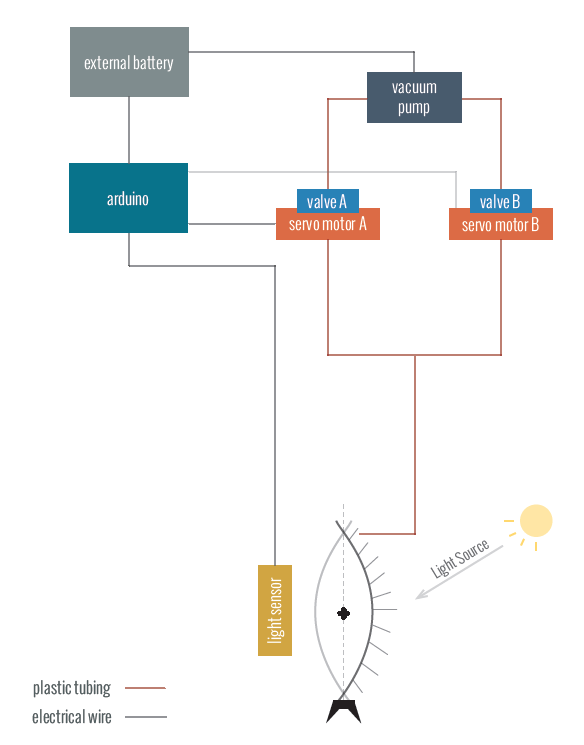 external battery
vacuum
pump
arduino
valve A
servo motor A
valve B
servo motor B
Light Source
light sensor
plastic tubing
electrical wire